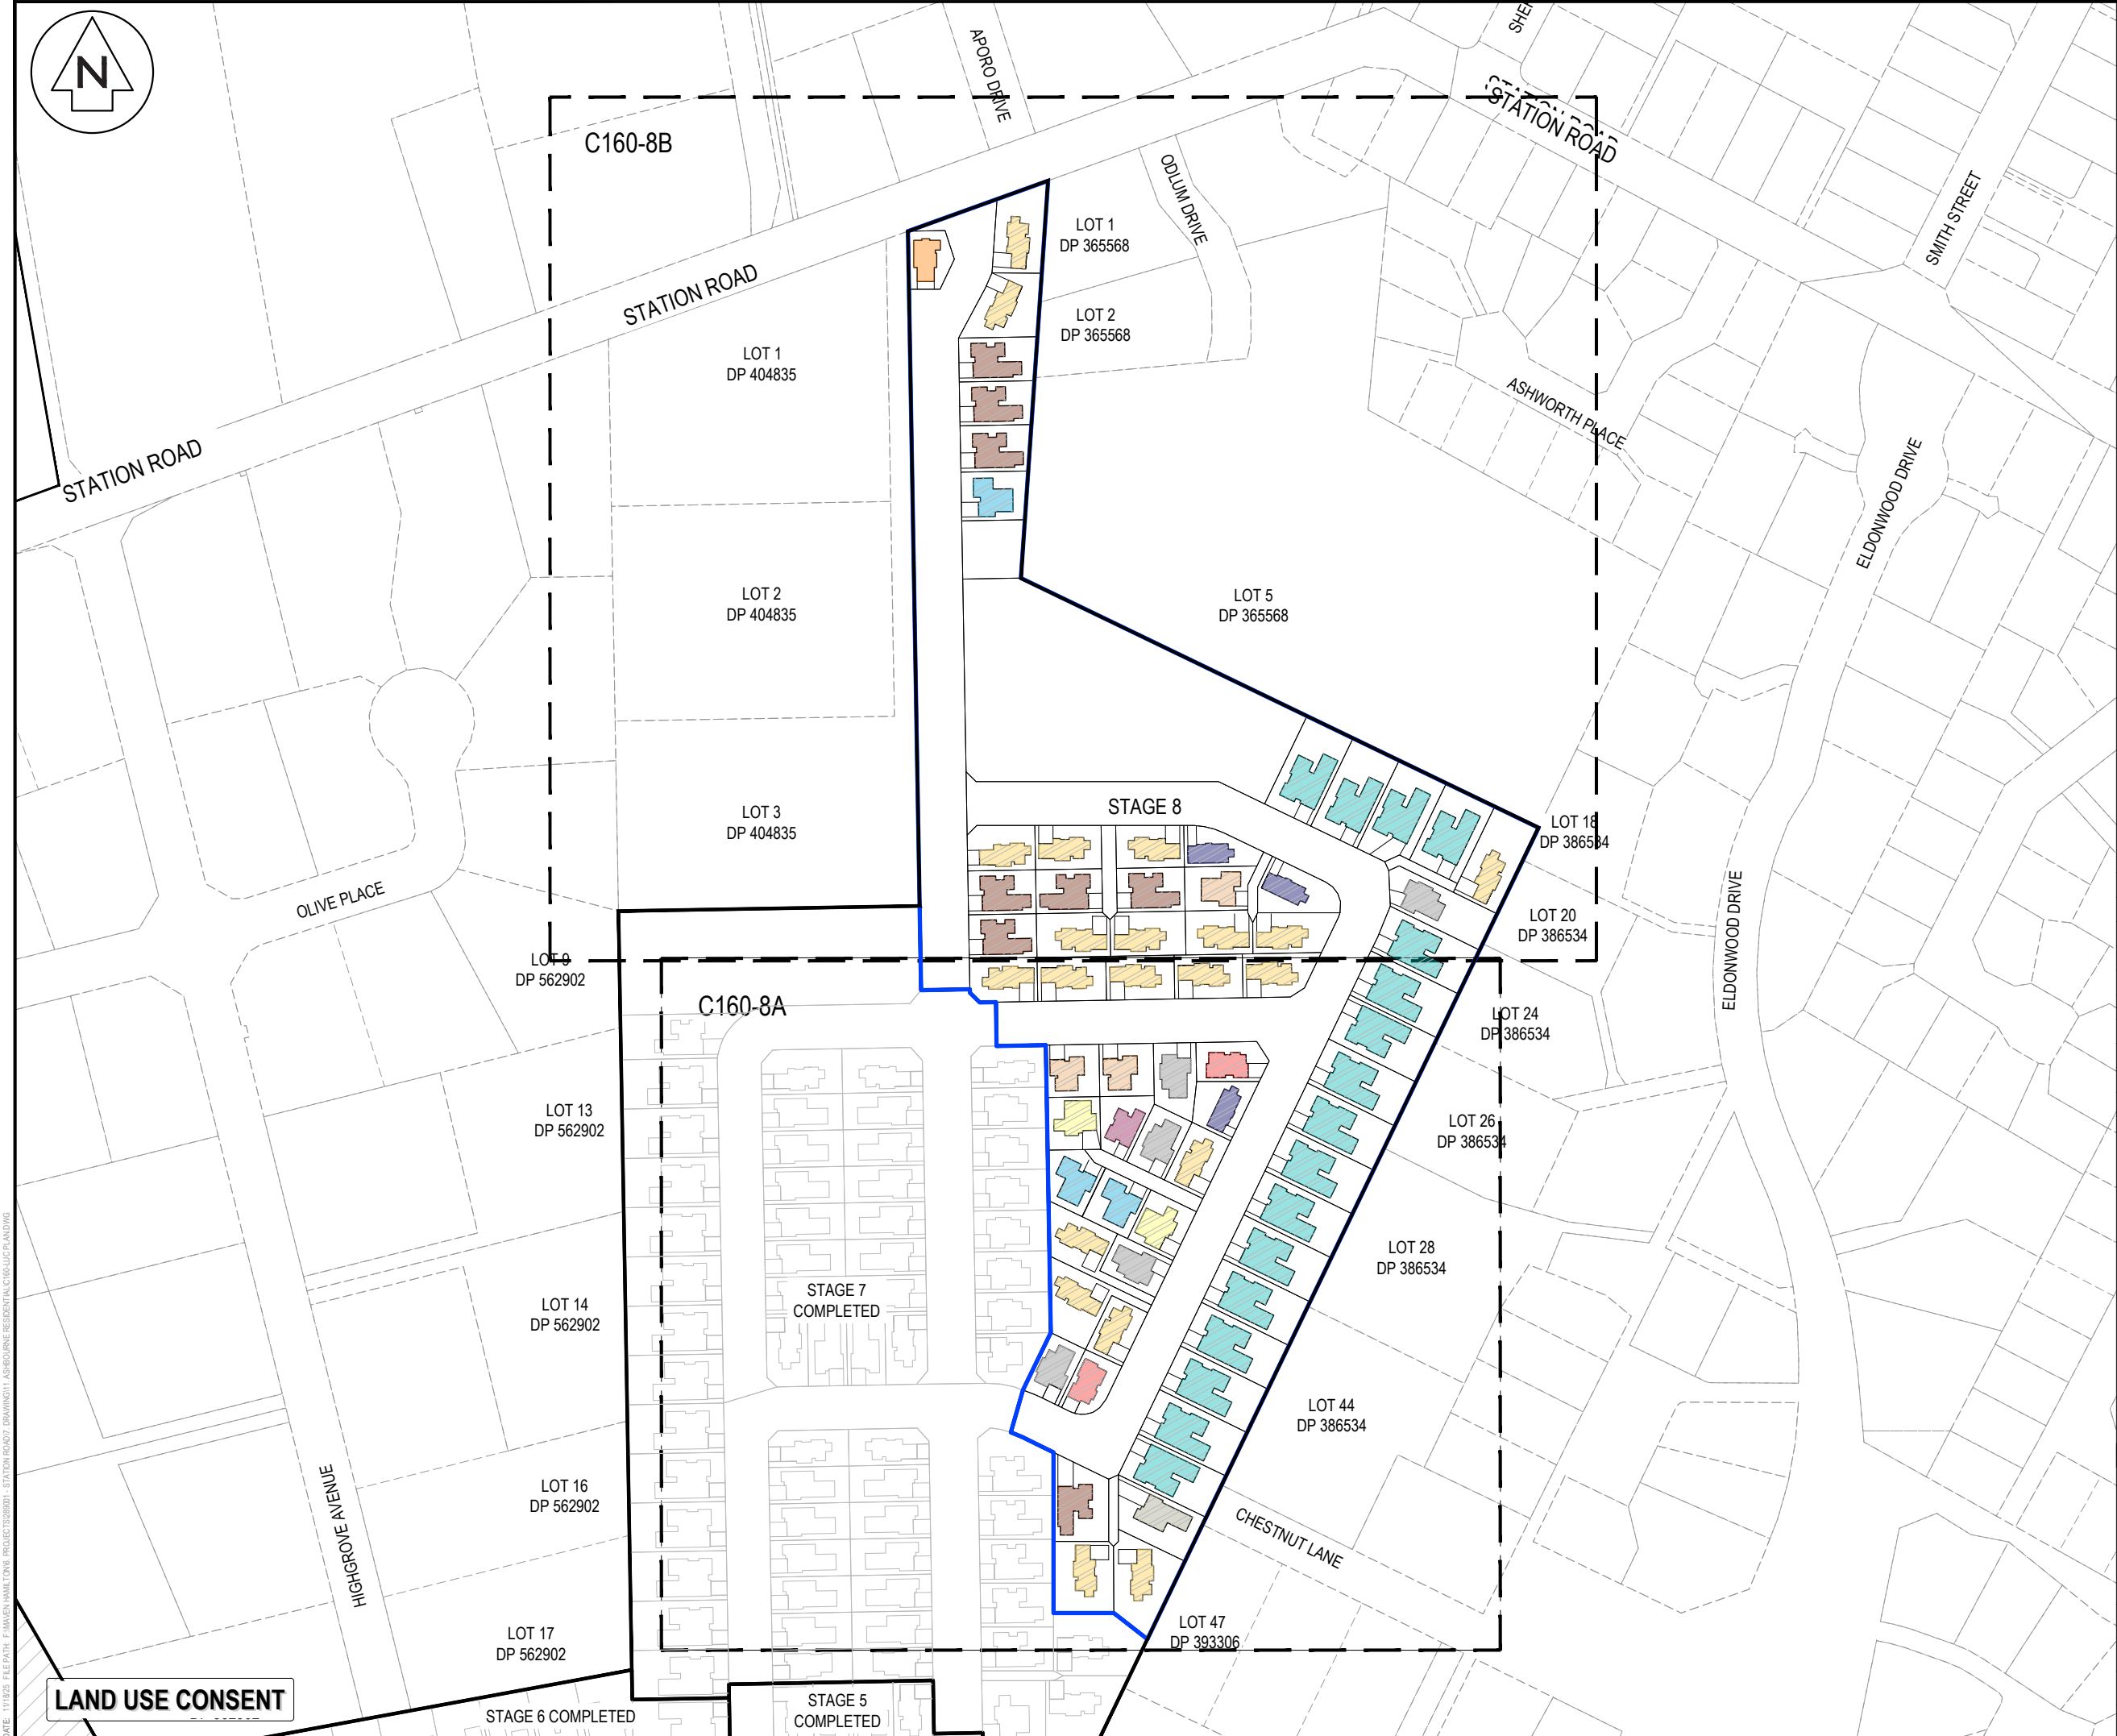 N
APORO DRIVE
SHER
STATION ROAD
STATION ROAD
C160-8B
ODLUM DRIVE
SMITH STREET
LOT 1
DP 365568
STATION ROAD
LOT 2
DP 365568
LOT 1
DP 404835
ASHWORTH PLACE
STATION ROAD
ELDONWOOD DRIVE
LOT 2
DP 404835
LOT 5
DP 365568
STAGE 8
LOT 3
DP 404835
LOT 18
DP 386534
OLIVE PLACE
LOT 20
DP 386534
ELDONWOOD DRIVE
LOT 9
DP 562902
C160-8A
LOT 24
DP 386534
LOT 13
DP 562902
LOT 26
DP 386534
LOT 28
DP 386534
STAGE 7
COMPLETED
LOT 14
DP 562902
LOT 44
DP 386534
LOT 16
DP 562902
HIGHGROVE AVENUE
CHESTNUT LANE
LOT 17
DP 562902
LOT 47
DP 393306
LAND USE CONSENT
STAGE 6 COMPLETED
STAGE 5
COMPLETED